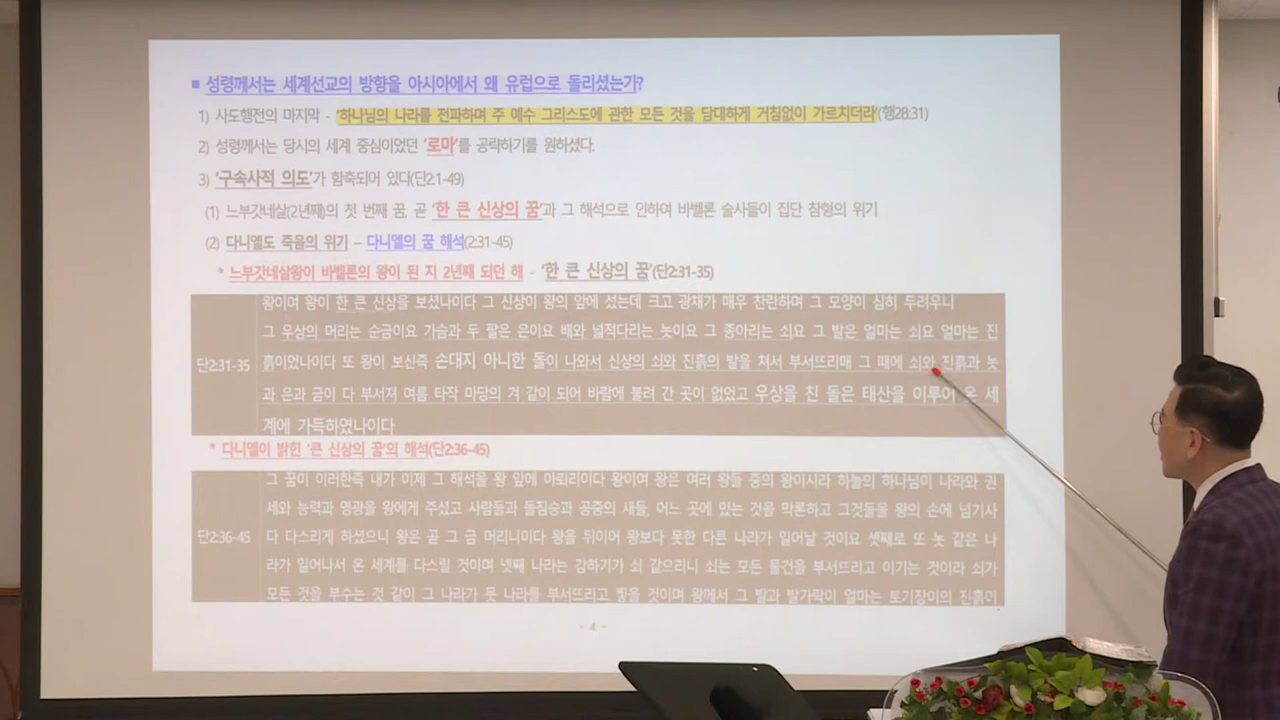 ■ 성령께서는 세계선교의 방향을 아시아에서 왜 유럽으로 돌리셨는가?
1) 사도행전의 마지막 - '하나님의 나라를 전파하며 주 예수 그리스도에 관한 모든 것을 담대하게 거침없이 가르치더라'(행28:31)
2) 성령께서는 당시의 세계 중심이었던 '로마'를 공략하기를 원하셨다.
3) '구속사적 의도'가 함축되어 있다(단2:1-49)
(1) 느부갓네살(2년째)의 첫 번째 꿈, 곧 '한 큰 신상의 꿈'과 그 해석으로 인하여 바벨론 술사들이 집단 참형의 위기
(2) 다니엘도 죽음의 위기 – 다니엘의 꿈 해석(2:31-45)
* 느부갓네살왕이 바벨론의 왕이 된 지 2년째 되던 해 - '한 큰 신상의 꿈'(단2:31-35)
왕이여 왕이 한 큰 신상을 보셨나이다 그 신상이 왕의 앞에 섰는데 크고 광채가 매우 찬란하며 그 모양이 심히 두려우니
그 우상의 머리는 순금이요 가슴과 두 팔은 은이요 배와 넓적다리는 놋이요 그 종아리는 쇠요 그 발은 얼마는 쇠요 얼마는 진
단2:31-35 흙이었나이다 또 왕이 보신즉 손대지 아니한 돌이 나와서 신상의 쇠와 진흙의 발을 쳐서 부서뜨리매 그 때에 쇠와 진흙과 놋
과 은과 금이 다 부서져 여름 타작 마당의 겨 같이 되어 바람에 불려 간 곳이 없었고 우상을 친 돌은 태산을 이루어 온 세
계에 가득하였나이다
* 다니엘이 밝힌 '큰 신상의 꿈'의 해석(단2:36-45)
그 꿈이 이러한즉 내가 이제 그 해석을 왕 앞에 아뢰리이다 왕이여 왕은 여러 왕들 중의 왕이시라 하늘의 하나님이 나라와 권
세와 능력과 영광을 왕에게 주셨고 사람들과 들짐승과 공중의 새들, 어느 곳에 있는 것을 막론하고 그것들을 왕의 손에 넘기사
단2:36-45 다 다스리게 하셨으니 왕은 곧 그 금 머리니이다 왕을 뒤이어 왕보다 못한 다른 나라가 일어날 것이요 셋째로 또 놋 같은 나
라가 일어나서 온 세계를 다스릴 것이며 넷째 나라는 강하기가 쇠 같으리니 쇠는 모든 물건을 부서뜨리고 이기는 것이라 쇠가
모든 것을 부수는 것 같이 그 나라가 뭇 나라를 부서뜨리고 찧을 것이며 왕께서 그 발과 발가락이 얼마는 토기장이의 진흙이
- 4 -